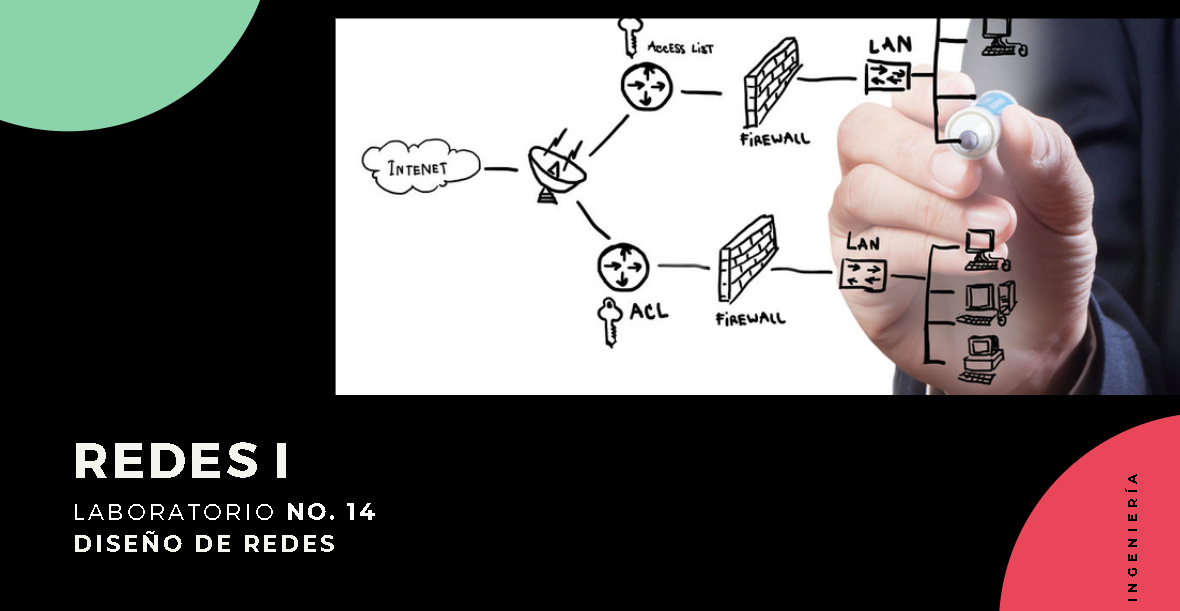 ACCESS LIST
LAN
FIREWALL
INTENET
LAN
ACL
FIREWALL
REDES I
LABORATORIO NO. 14
DISEÑO DE REDES
INGENIERÍA